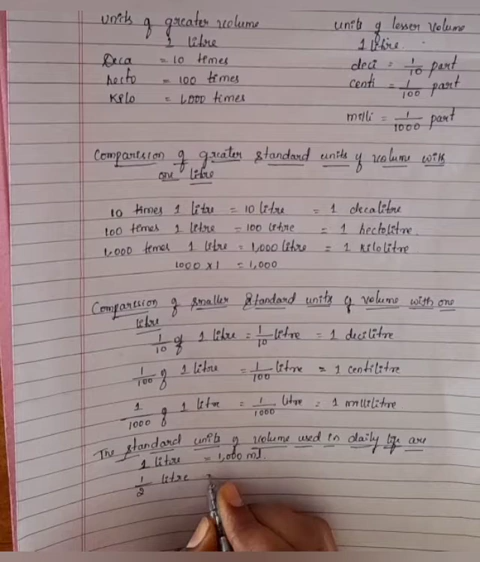 units of greater volume
1 litre
Deca = 10 times
hecto = 100 times
Kilo = 1,000 times
units of lesser volume
1 litre.
deci = 1/10 part
centi = 1/100 part
milli = 1/1000 part
Comparision of greater standard units of volume with
one litre
10 times 1 litre = 10 litre = 1 decalitre
100 times 1 litre = 100 litre = 1 hectolitre.
1,000 times 1 litre = 1,000 litre = 1 kilolitre
1000 x 1 = 1,000
Comparision of smaller standard units of volume with one
litre
1/10 of 1 litre = 1/10 litre = 1 decilitre
1/100 of 1 litre = 1/100 litre = 1 centilitre
1/1000 of 1 litre = 1/1000 litre = 1 millilitre
The standard units of volume used in daily life are
1 litre = 1,000 ml.
1/2 litre =